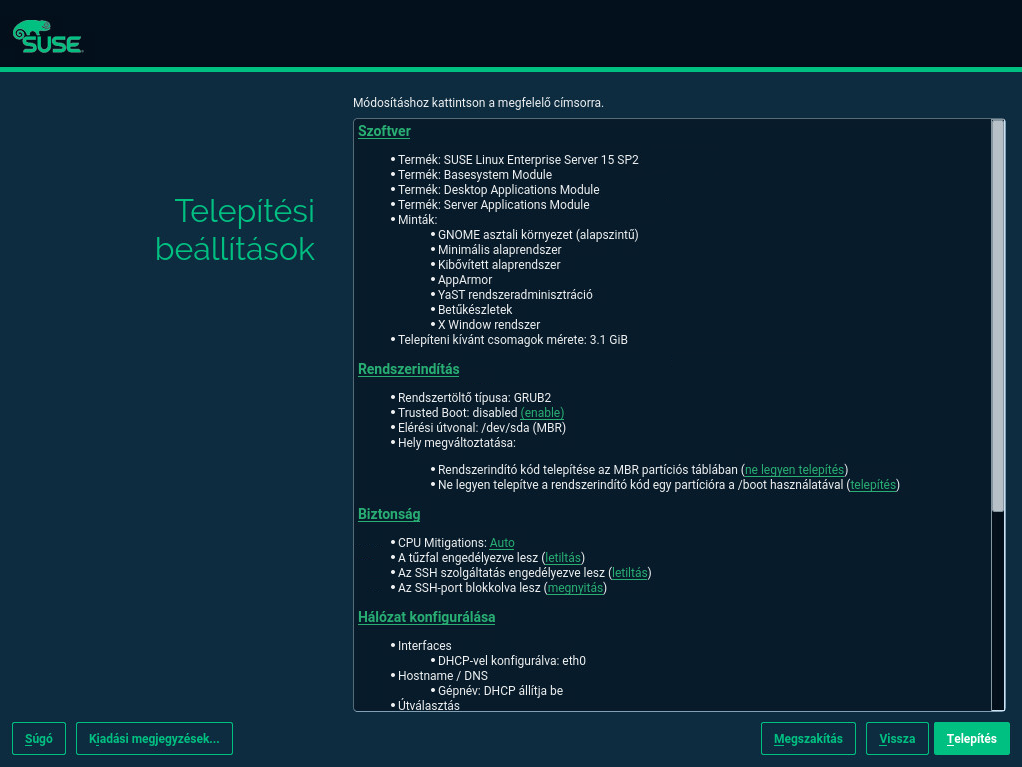 SUSE
Módosításhoz kattintson a megfelelő címsorra.
Telepítési
beállítások
Szoftver
• Termék: SUSE Linux Enterprise Server 15 SP2
• Termék: Basesystem Module
• Termék: Desktop Applications Module
• Termék: Server Applications Module
• Minták:
• GNOME asztali környezet (alapszintű)
• Minimális alaprendszer
• Kibővített alaprendszer
• AppArmor
• YaST rendszeradminisztráció
• Betűkészletek
• X Window rendszer
• Telepíteni kívánt csomagok mérete: 3.1 GiB
Rendszerindítás
• Rendszertöltő típusa: GRUB2
• Trusted Boot: disabled (enable)
• Elérési útvonal: /dev/sda (MBR)
• Hely megváltoztatása:
• Rendszerindító kód telepítése az MBR partíciós táblában (ne legyen telepítés)
• Ne legyen telepítve a rendszerindító kód egy partícióra a /boot használatával (telepítés)
Biztonság
• CPU Mitigations: Auto
• A tűzfal engedélyezve lesz (letiltás)
• Az SSH szolgáltatás engedélyezve lesz (letiltás)
• Az SSH-port blokkolva lesz (megnyitás)
Hálózat konfigurálása
• Interfaces
• DHCP-vel konfigurálva: eth0
• Hostname / DNS
• Gépnév: DHCP állítja be
• Útválasztás
Súgó
Kiadási megjegyzések...
Megszakítás
Vissza
Telepítés